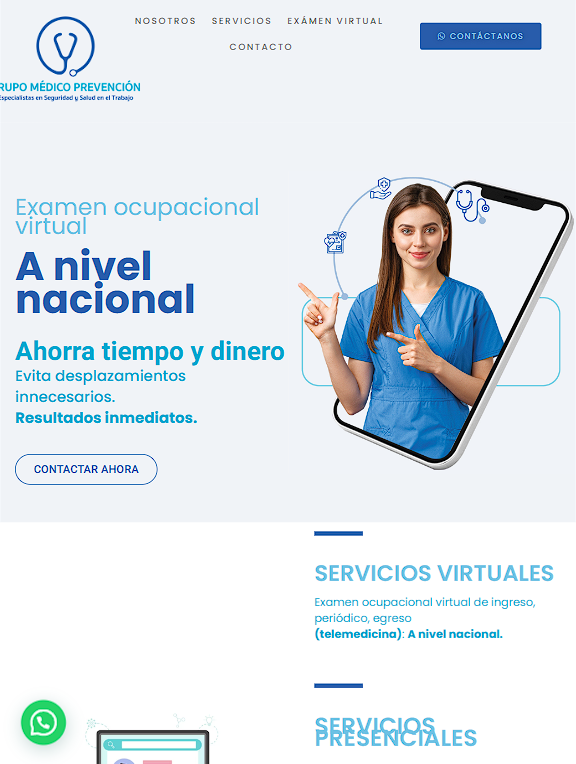 NOSOTROS SERVICIOS EXÁMEN VIRTUAL
CONTACTO
CONTÁCTANOS
RUPO MÉDICO PREVENCIÓN
Especialistas en Seguridad y Salud en el Trabajo
Examen ocupacional
virtual
A nivel
nacional
Ahorra tiempo y dinero
Evita desplazamientos
innecesarios.
Resultados inmediatos.
CONTACTAR AHORA
SERVICIOS VIRTUALES
Examen ocupacional virtual de ingreso,
periódico, egreso
(telemedicina): A nivel nacional.
SERVICIOS
PRESENCIALES